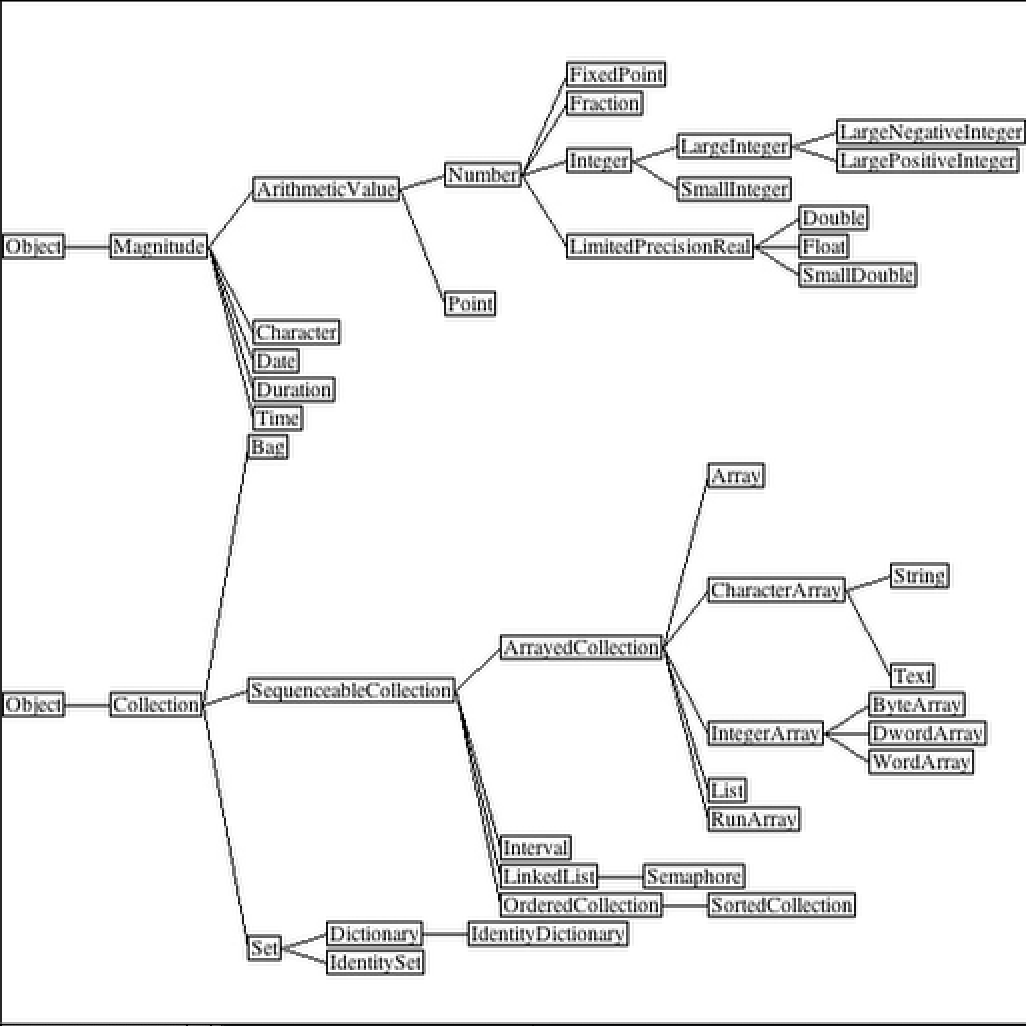 FixedPoint
Fraction
LargeNegativeInteger
LargeInteger
Integer
LargePositiveInteger
Number
ArithmeticValue
SmallInteger
Double
Object
Magnitude
LimitedPrecisionReal
Float
SmallDouble
Point
Character
Date
Duration
Time
Bag
Array
String
CharacterArray
ArrayedCollection
Text
SequenceableCollection
Object
Collection
ByteArray
IntegerArray
DwordArray
WordArray
List
RunArray
Interval
LinkedList
Semaphore
OrderedCollection
SortedCollection
Dictionary
IdentityDictionary
Set
IdentitySet